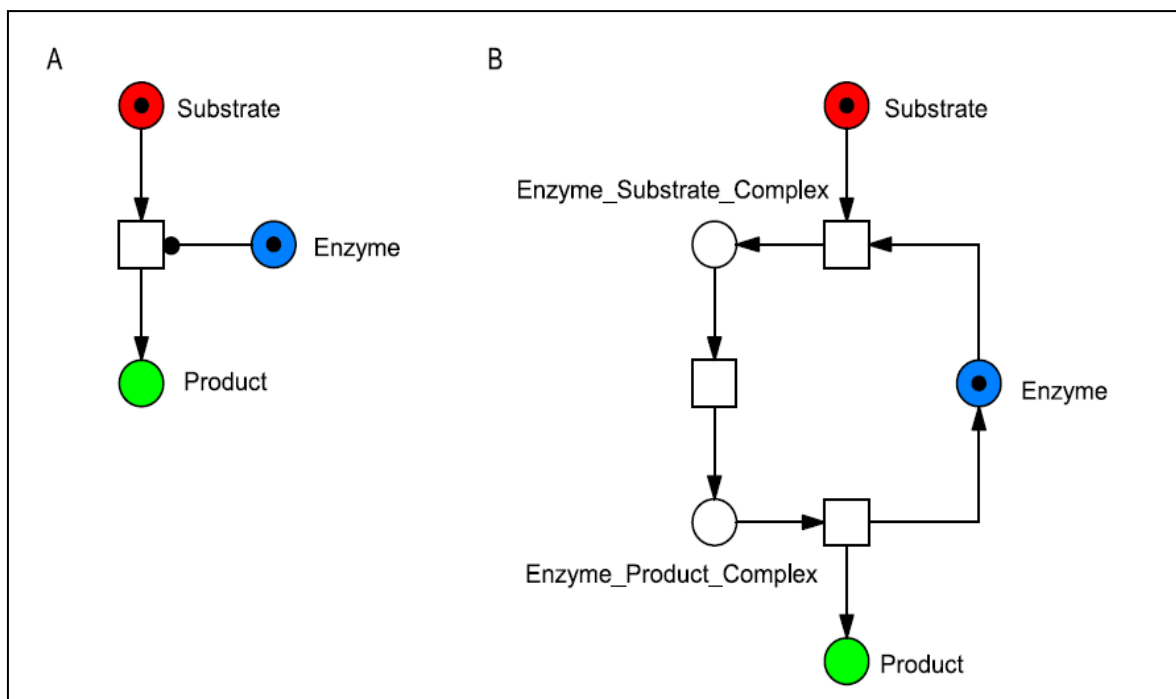 A
Substrate
Enzyme
Product
B
Substrate
Enzyme_Substrate_Complex
Enzyme
Enzyme_Product_Complex
Product